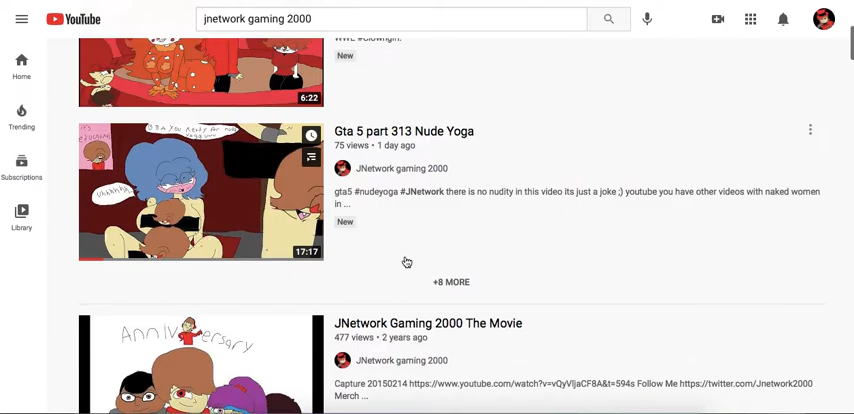 YouTube
jnetwork gaming 2000
WWE #Clowngirl.
New
6:22
Home
Trending
Subscriptions
Library
Gta 5 part 313 Nude Yoga
75 views • 1 day ago
JNetwork gaming 2000
gta5 #nudeyoga #JNetwork there is no nudity in this video its just a joke ;) youtube you have other videos with naked women
in ...
New
17:17
+8 MORE
JNetwork Gaming 2000 The Movie
477 views • 2 years ago
JNetwork gaming 2000
Capture 20150214 https://www.youtube.com/watch?v=vQyVljaCF8A&t=594s Follow Me https://twitter.com/Jnetwork2000
Merch ...
Anniversary